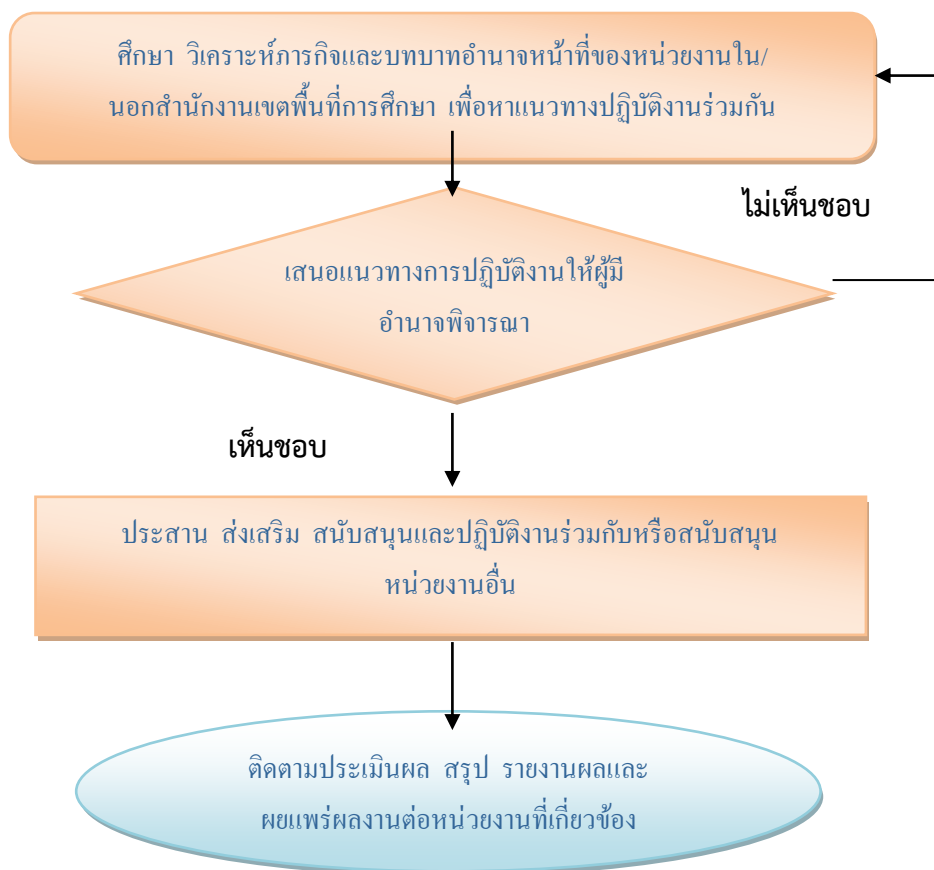 ศึกษา วิเคราะห์ภารกิจและบทบาทอำนาจหน้าที่ของหน่วยงานใน/
นอกสำนักงานเขตพื้นที่การศึกษา เพื่อหาแนวทางปฏิบัติงานร่วมกัน
ไม่เห็นชอบ
เสนอแนวทางการปฏิบัติงานให้ผู้มี
อำนาจพิจารณา
เห็นชอบ
ประสาน ส่งเสริม สนับสนุนและปฏิบัติงานร่วมกับหรือสนับสนุน
หน่วยงานอื่น
ติดตามประเมินผล สรุป รายงานผลและ
ผยแพร่ผลงานต่อหน่วยงานที่เกี่ยวข้อง